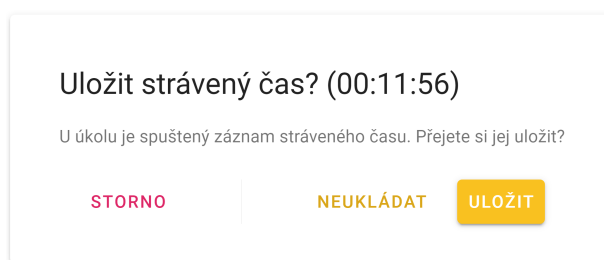 Uložit strávený čas? (00:11:56)
U úkolu je spuštený záznam stráveného času. Přejete si jej uložit?
STORNO NEUKLÁDAT ULOŽIT